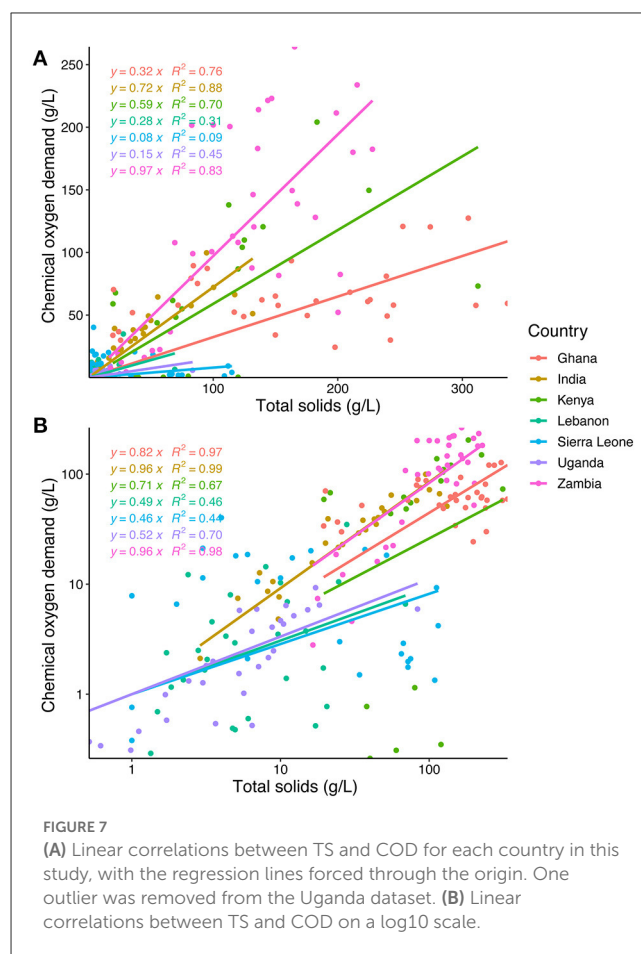 A
y = 0.32 x R² = 0.76
y = 0.72 x R² = 0.88
y = 0.59 x R² = 0.70
y = 0.28 x R² = 0.31
y = 0.08 x R² = 0.09
y = 0.15 x R² = 0.45
y = 0.97 x R² = 0.83
Chemical oxygen demand (g/L)
250
200
150
100
50
100
200
300
Total solids (g/L)
B
y = 0.82 x R² = 0.97
y = 0.96 x R² = 0.99
y = 0.71 x R² = 0.67
y = 0.49 x R² = 0.46
y = 0.46 x R² = 0.44
y = 0.52 x R² = 0.70
y = 0.96 x R² = 0.98
Chemical oxygen demand (g/L)
100
10
1
1
10
100
Total solids (g/L)
Country
Ghana
India
Kenya
Lebanon
Sierra Leone
Uganda
Zambia
FIGURE 7
(A) Linear correlations between TS and COD for each country in this
study, with the regression lines forced through the origin. One
outlier was removed from the Uganda dataset. (B) Linear
correlations between TS and COD on a log10 scale.